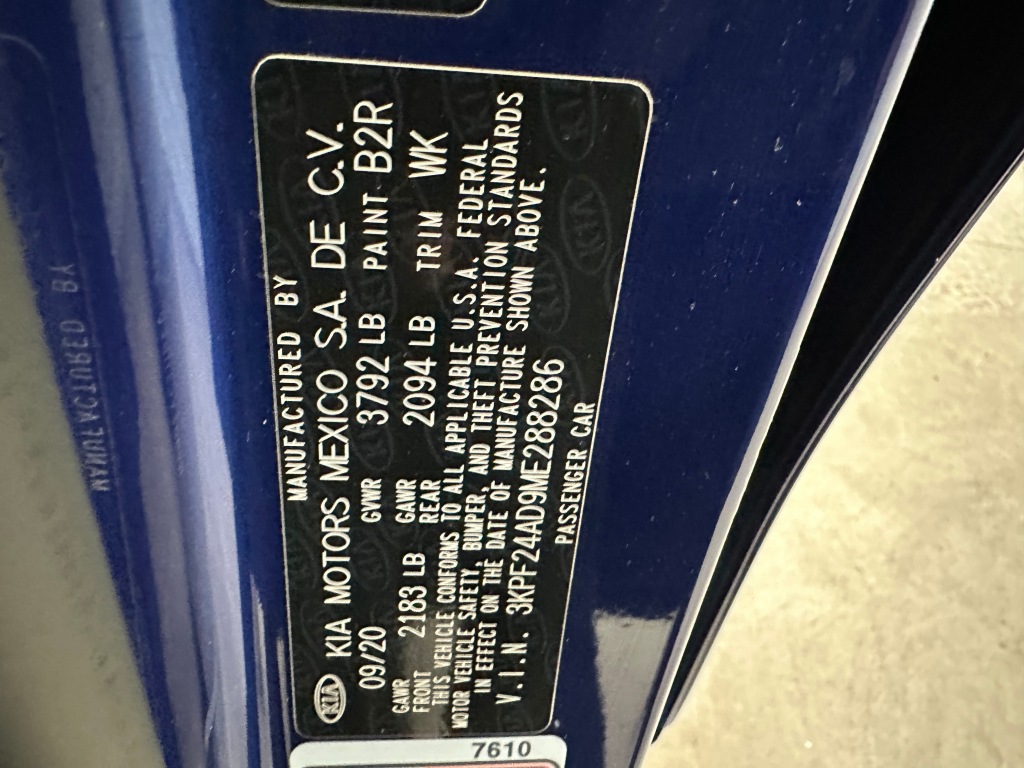 MANUFACTURED BY
KIA KIA MOTORS MEXICO S.A. DE C.V.
09/20 GVWR 3792 LB PAINT B2R
GAWR FRONT 2183 LB GAWR REAR 2094 LB TRIM WK
THIS VEHICLE CONFORMS TO ALL APPLICABLE U.S.A. FEDERAL
MOTOR VEHICLE SAFETY, BUMPER, AND THEFT PREVENTION STANDARDS
IN EFFECT ON THE DATE OF MANUFACTURE SHOWN ABOVE.
V.I.N. 3KPF24AD9ME288286
PASSENGER CAR
7610